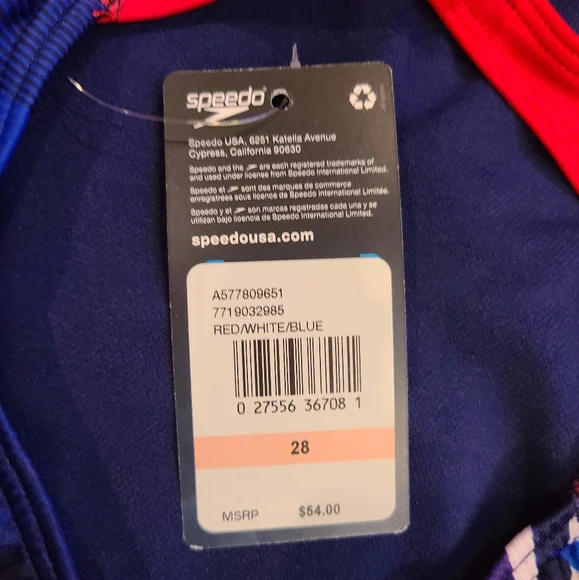 speedo
Speedo USA, 6251 Katella Avenue
Cypress, California 90630
Speedo and the are each registered trademarks of
and used under license from Speedo International Limited.
Speedo et sont des marques de commerce
enregistrées sous licence de Speedo International Limitée.
Speedo y el son marcas registradas cada una y se
utilizan bajo licencia de Speedo International Limited.
speedousa.com
A577809651
7719032985
RED/WHITE/BLUE
0 27556 36708 1
28
MSRP $54.00